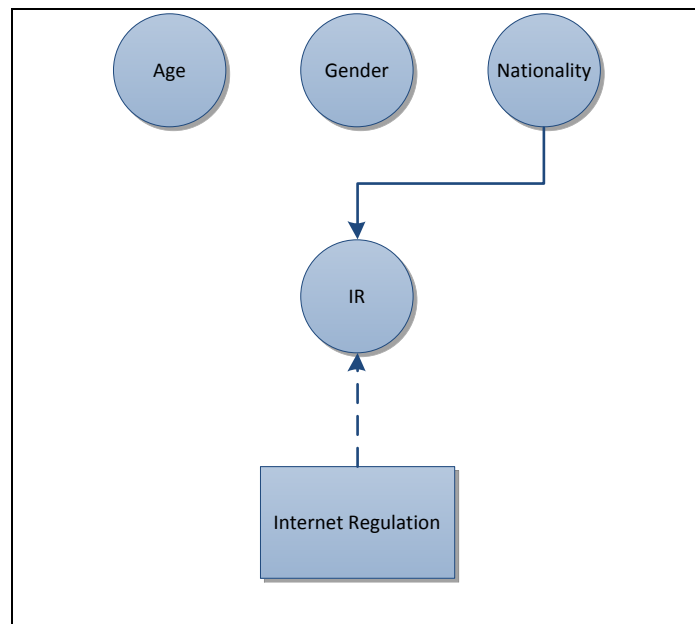 Age
Gender
Nationality
IR
Internet Regulation